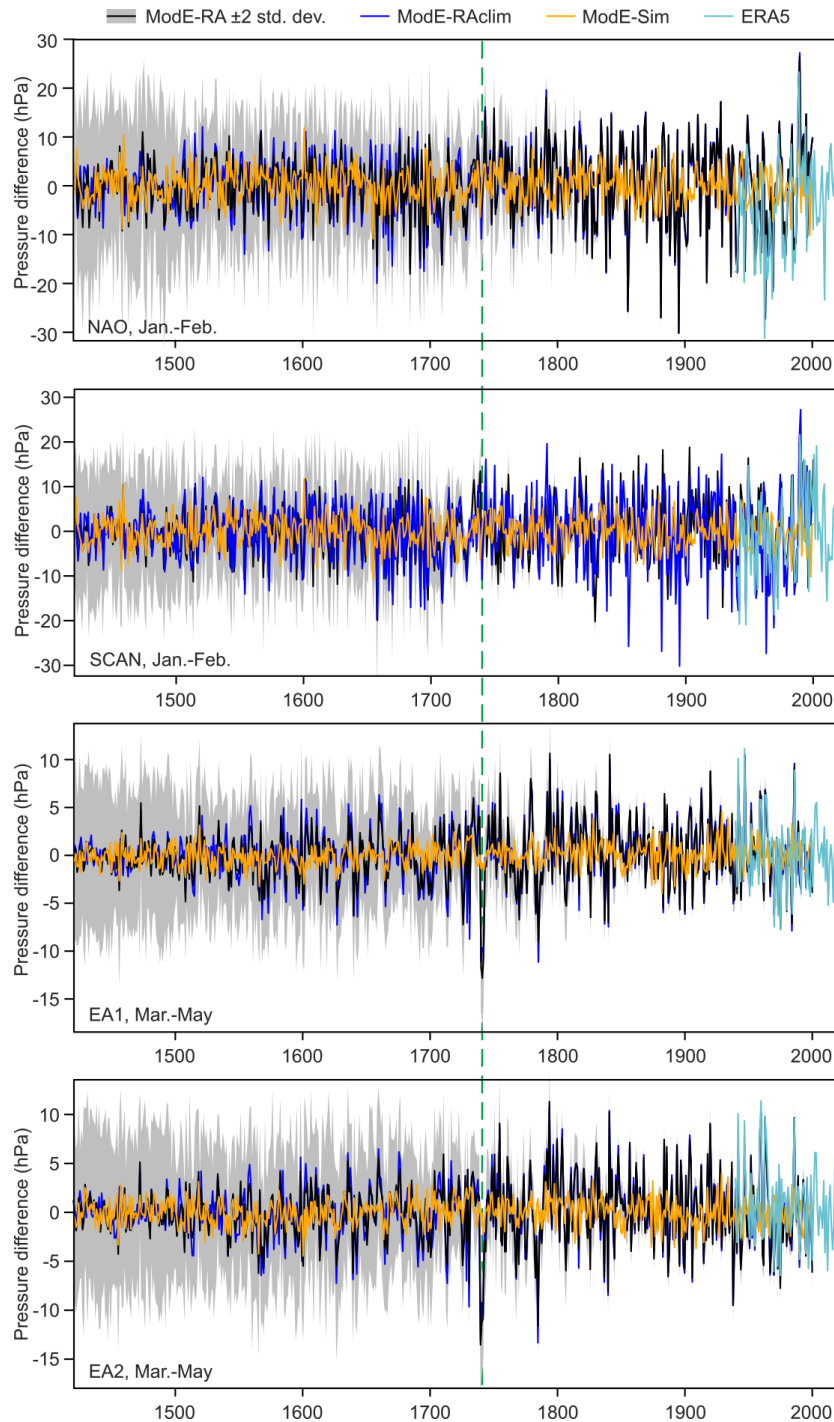 ModE-RA ±2 std. dev. ModE-RAclim ModE-Sim ERA5
Pressure difference (hPa)
30
20
10
0
-10
-20
-30
NAO, Jan.-Feb.
1500 1600 1700 1800 1900 2000
Pressure difference (hPa)
30
20
10
0
-10
-20
-30
SCAN, Jan.-Feb.
1500 1600 1700 1800 1900 2000
Pressure difference (hPa)
10
5
0
-5
-10
-15
EA1, Mar.-May
1500 1600 1700 1800 1900 2000
Pressure difference (hPa)
10
5
0
-5
-10
-15
EA2, Mar.-May
1500 1600 1700 1800 1900 2000